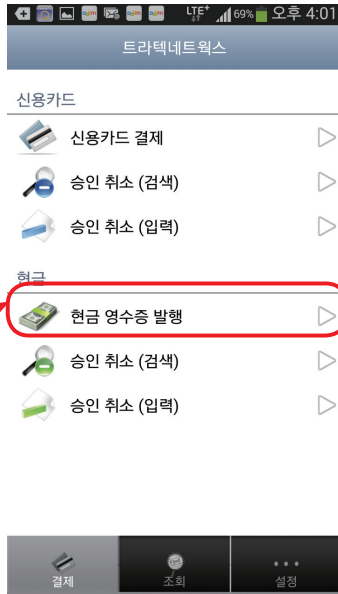 LTE+ 69% 오후 4:01
트라텍네트웍스
신용카드
신용카드 결제
승인 취소 (검색)
승인 취소 (입력)
현금
현금 영수증 발행
승인 취소 (검색)
승인 취소 (입력)
결제 조회 설정